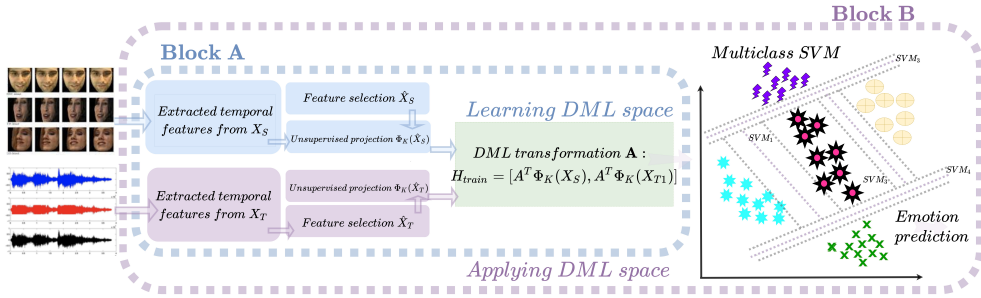 Block B
Block A
Multiclass SVM
SVM₃
Extracted temporal
features from X_S
Feature selection X̂_S
Unsupervised projection Φ_K(X̂_S)
Learning DML space
DML transformation A :
H_train = [A^T Φ_K(X_S), A^T Φ_K(X_T1)]
Extracted temporal
features from X_T
Unsupervised projection Φ_K(X̂_T)
Feature selection X̂_T
SVM₁
SVM₃
SVM₄
Emotion
prediction
Applying DML space